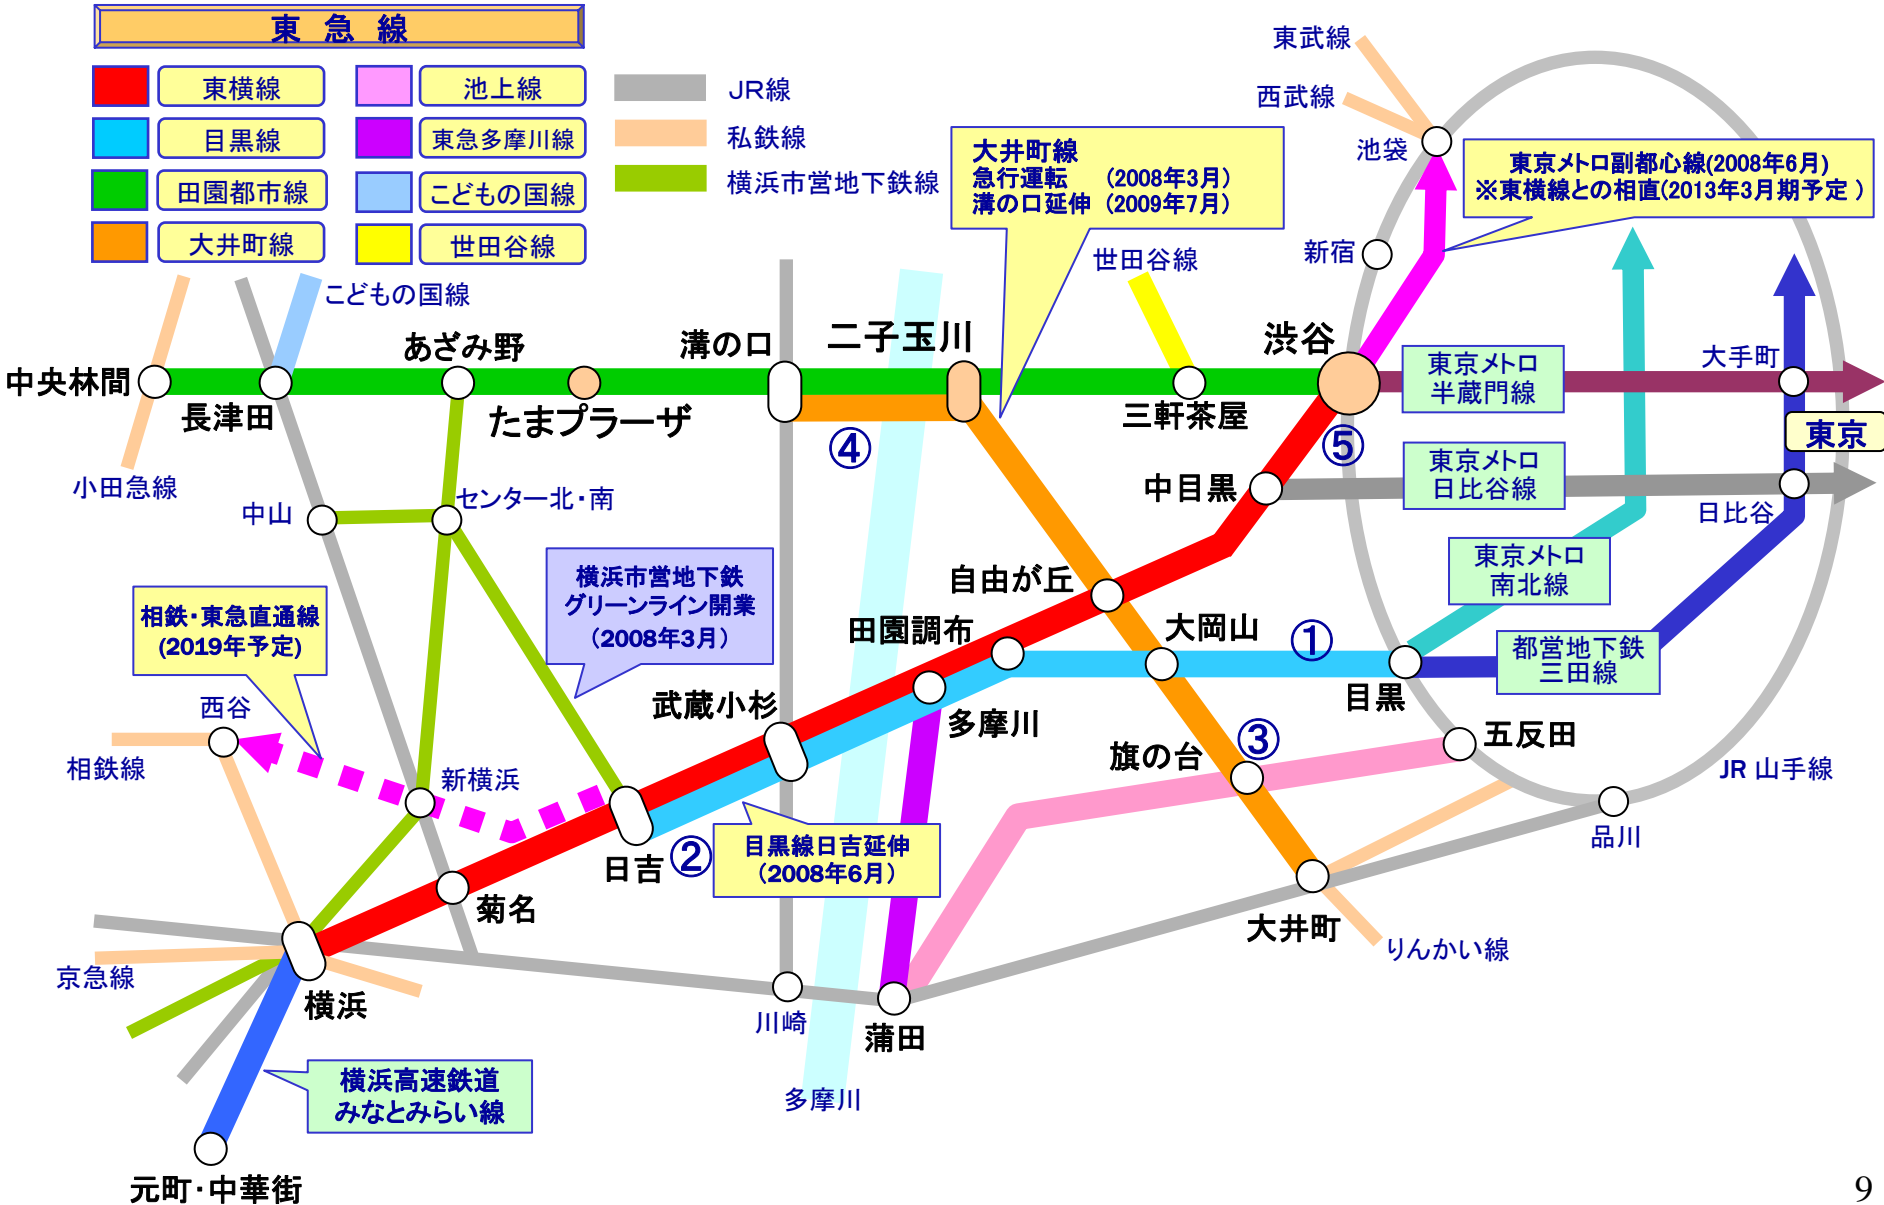 東 急 線
東横線
池上線
目黒線
東急多摩川線
田園都市線
こどもの国線
大井町線
世田谷線
JR線
私鉄線
横浜市営地下鉄線
東武線
西武線
池袋
新宿
大井町線
急行運転 (2008年3月)
溝の口延伸 (2009年7月)
東京メトロ副都心線(2008年6月)
※東横線との相直(2013年3月期予定 )
世田谷線
こどもの国線
あざみ野
溝の口
二子玉川
渋谷
中央林間
長津田
たまプラーザ
三軒茶屋
東京メトロ
半蔵門線
大手町
東京
④
⑤
小田急線
中山
センター北・南
中目黒
東京メトロ
日比谷線
日比谷
東京メトロ
南北線
横浜市営地下鉄
グリーンライン開業
(2008年3月)
相鉄・東急直通線
(2019年予定)
自由が丘
田園調布
大岡山
①
都営地下鉄
三田線
目黒
西谷
武蔵小杉
多摩川
旗の台
③
五反田
相鉄線
新横浜
JR 山手線
日吉
②
目黒線日吉延伸
(2008年6月)
品川
菊名
大井町
りんかい線
京急線
横浜
川崎
蒲田
横浜高速鉄道
みなとみらい線
多摩川
元町・中華街
9